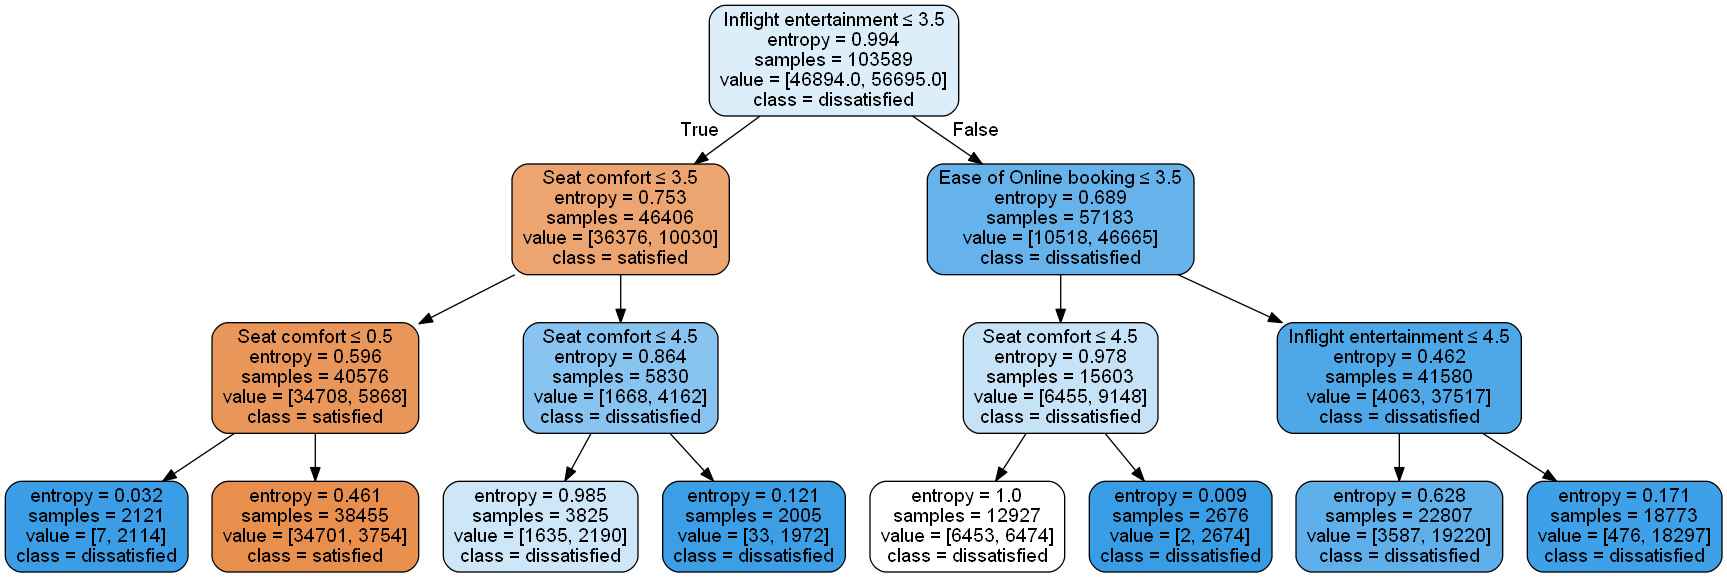 Inflight entertainment ≤ 3.5
entropy = 0.994
samples = 103589
value = [46894.0, 56695.0]
class = dissatisfied
True
False
Seat comfort ≤ 3.5
entropy = 0.753
samples = 46406
value = [36376, 10030]
class = satisfied
Ease of Online booking ≤ 3.5
entropy = 0.689
samples = 57183
value = [10518, 46665]
class = dissatisfied
Seat comfort ≤ 0.5
entropy = 0.596
samples = 40576
value = [34708, 5868]
class = satisfied
Seat comfort ≤ 4.5
entropy = 0.864
samples = 5830
value = [1668, 4162]
class = dissatisfied
Seat comfort ≤ 4.5
entropy = 0.978
samples = 15603
value = [6455, 9148]
class = dissatisfied
Inflight entertainment ≤ 4.5
entropy = 0.462
samples = 41580
value = [4063, 37517]
class = dissatisfied
entropy = 0.032
samples = 2121
value = [7, 2114]
class = dissatisfied
entropy = 0.461
samples = 38455
value = [34701, 3754]
class = satisfied
entropy = 0.985
samples = 3825
value = [1635, 2190]
class = dissatisfied
entropy = 0.121
samples = 2005
value = [33, 1972]
class = dissatisfied
entropy = 1.0
samples = 12927
value = [6453, 6474]
class = dissatisfied
entropy = 0.009
samples = 2676
value = [2, 2674]
class = dissatisfied
entropy = 0.628
samples = 22807
value = [3587, 19220]
class = dissatisfied
entropy = 0.171
samples = 18773
value = [476, 18297]
class = dissatisfied